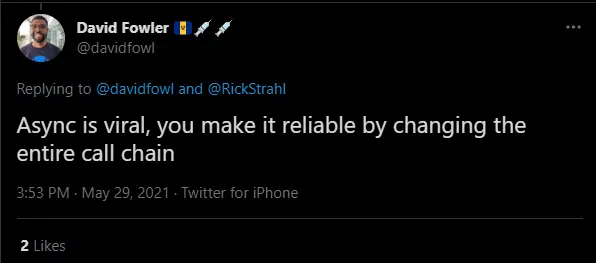 David Fowler 🇧🇧💉💉
@davidfowl
Replying to @davidfowl and @RickStrahl
Async is viral, you make it reliable by changing the
entire call chain
3:53 PM · May 29, 2021 · Twitter for iPhone
2 Likes